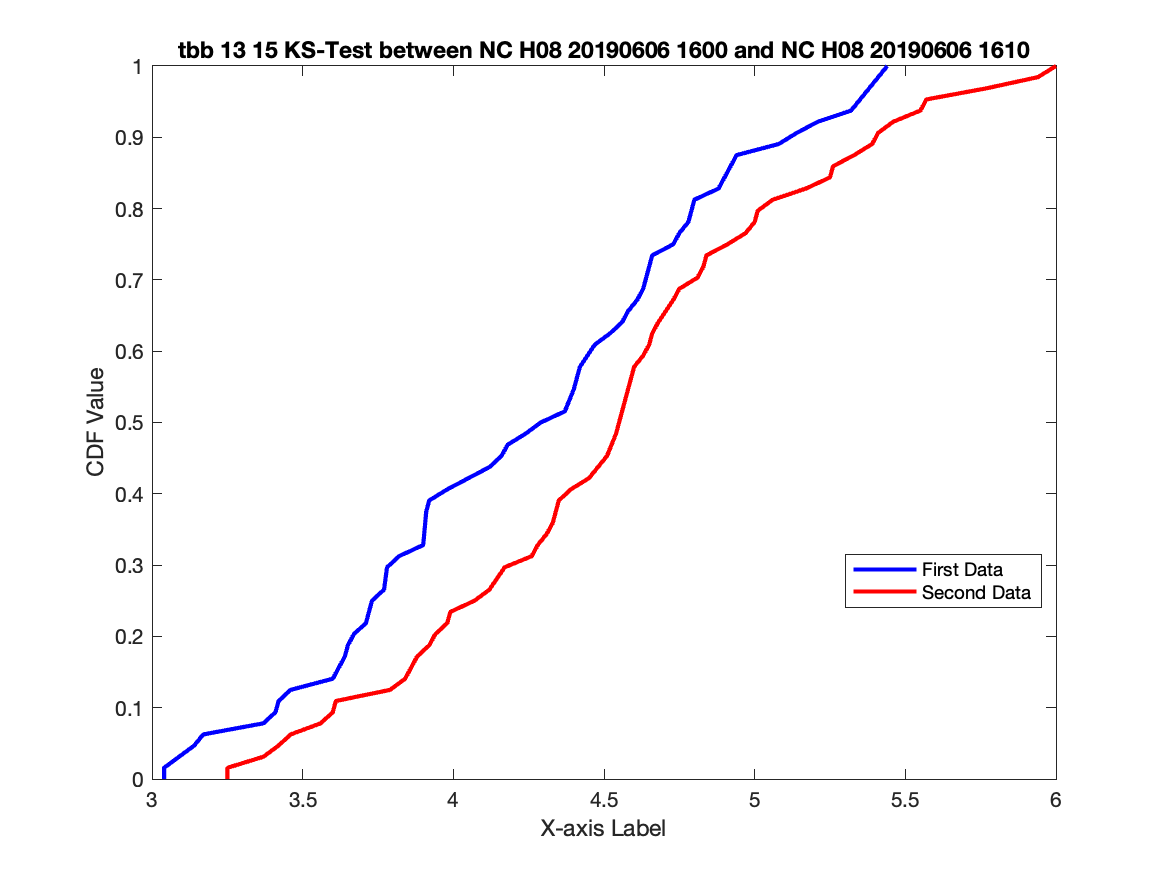 tbb 13 15 KS-Test between NC H08 20190606 1600 and NC H08 20190606 1610
1
0.9
0.8
0.7
0.6
0.5
0.4
0.3
0.2
0.1
0
CDF Value
First Data
Second Data
3 3.5 4 4.5 5 5.5 6
X-axis Label